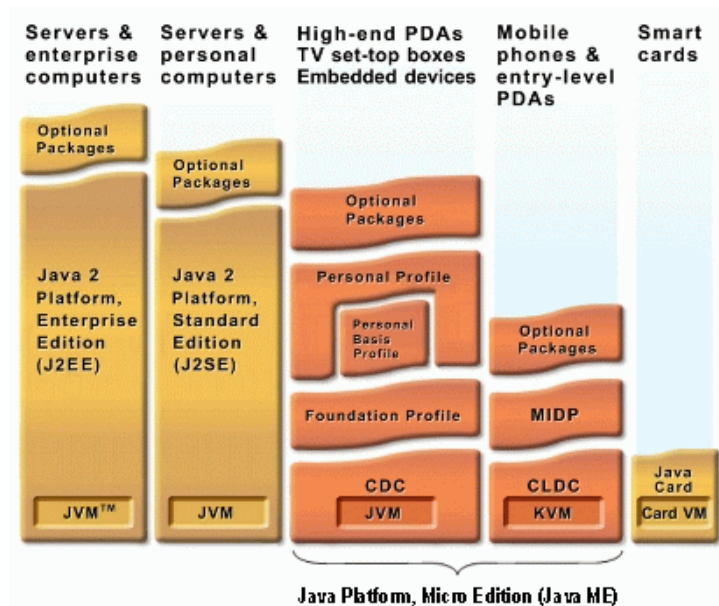 Servers &
enterprise
computers
Servers &
personal
computers
High-end PDAs
TV set-top boxes
Embedded devices
Mobile
phones &
entry-level
PDAs
Smart
cards
Optional
Packages
Java 2
Platform,
Enterprise
Edition
(J2EE)
JVM™
Optional
Packages
Java 2
Platform,
Standard
Edition
(J2SE)
JVM
Optional
Packages
Personal Profile
Personal
Basis
Profile
Foundation Profile
CDC
JVM
Optional
Packages
MIDP
CLDC
KVM
Java
Card
Card VM
Java Platform, Micro Edition (Java ME)